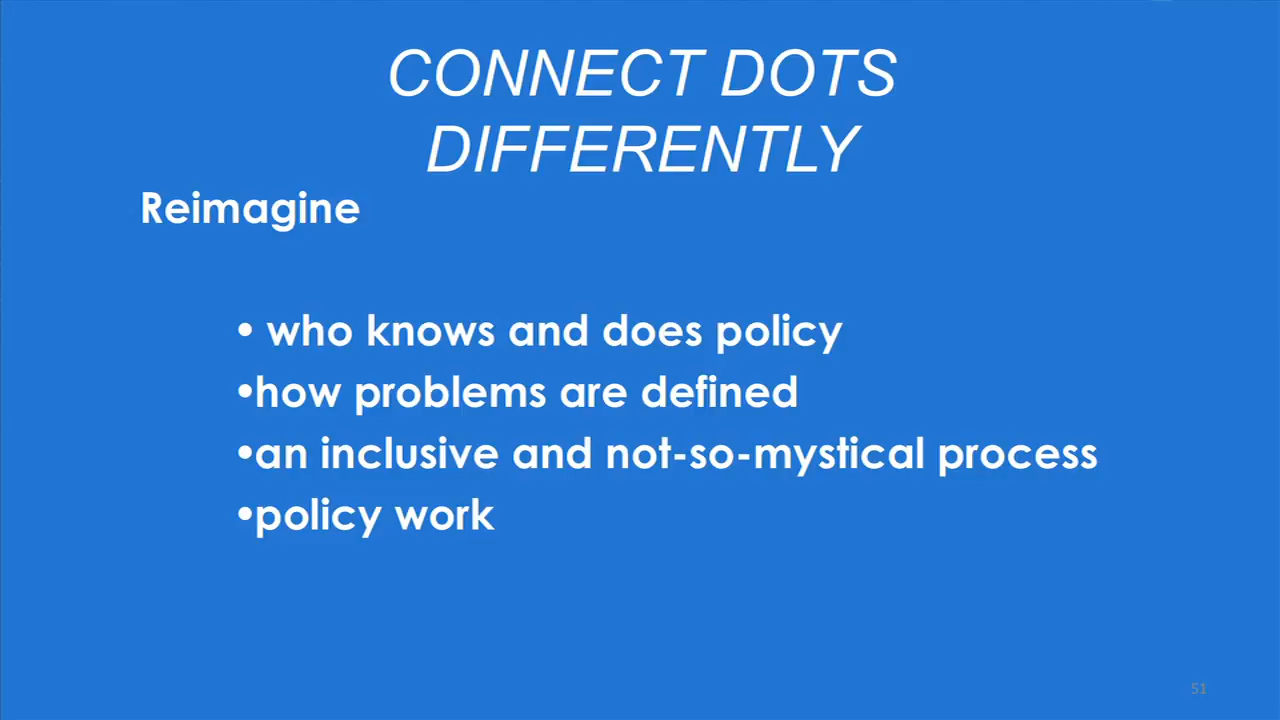 CONNECT DOTS
DIFFERENTLY
Reimagine
• who knows and does policy
•how problems are defined
•an inclusive and not-so-mystical process
•policy work
51